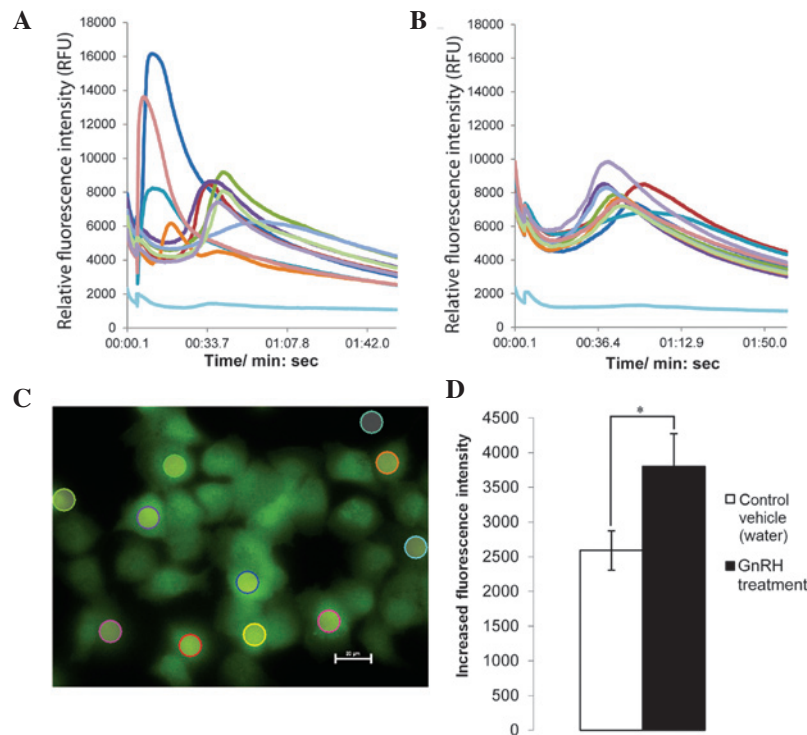 A
Relative fluorescence intensity (RFU)
18000
16000
14000
12000
10000
8000
6000
4000
2000
0
00:00.1
00:33.7
01:07.8
01:42.0
Time/ min: sec
B
Relative fluorescence intensity (RFU)
18000
16000
14000
12000
10000
8000
6000
4000
2000
0
00:00.1
00:36.4
01:12.9
01:50.0
Time/ min: sec
C
20 µm
D
Increased fluorescence intensity
4500
4000
3500
3000
2500
2000
1500
1000
500
0
*
Control
vehicle
(water)
GnRH
treatment